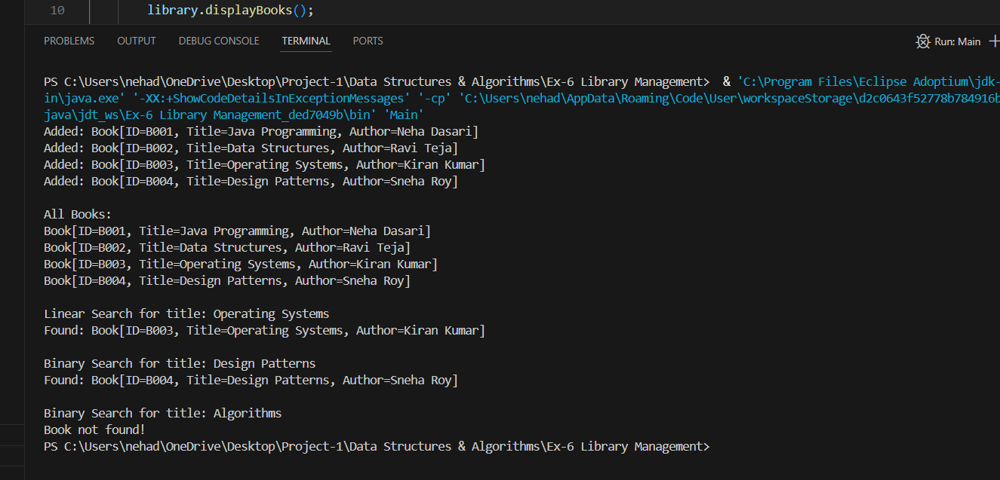 10 library.displayBooks();
PROBLEMS OUTPUT DEBUG CONSOLE TERMINAL PORTS Run: Main
PS C:\Users\nehad\OneDrive\Desktop\Project-1\Data Structures & Algorithms\Ex-6 Library Management> & 'C:\Program Files\Eclipse Adoptium\jdk-
in\java.exe' '-XX:+ShowCodeDetailsInExceptionMessages' '-cp' 'C:\Users\nehad\AppData\Roaming\Code\User\workspaceStorage\d2c0643f52778b784916b
java\jdt_ws\Ex-6 Library Management_ded7049b\bin' 'Main'
Added: Book[ID=B001, Title=Java Programming, Author=Neha Dasari]
Added: Book[ID=B002, Title=Data Structures, Author=Ravi Teja]
Added: Book[ID=B003, Title=Operating Systems, Author=Kiran Kumar]
Added: Book[ID=B004, Title=Design Patterns, Author=Sneha Roy]
All Books:
Book[ID=B001, Title=Java Programming, Author=Neha Dasari]
Book[ID=B002, Title=Data Structures, Author=Ravi Teja]
Book[ID=B003, Title=Operating Systems, Author=Kiran Kumar]
Book[ID=B004, Title=Design Patterns, Author=Sneha Roy]
Linear Search for title: Operating Systems
Found: Book[ID=B003, Title=Operating Systems, Author=Kiran Kumar]
Binary Search for title: Design Patterns
Found: Book[ID=B004, Title=Design Patterns, Author=Sneha Roy]
Binary Search for title: Algorithms
Book not found!
PS C:\Users\nehad\OneDrive\Desktop\Project-1\Data Structures & Algorithms\Ex-6 Library Management>